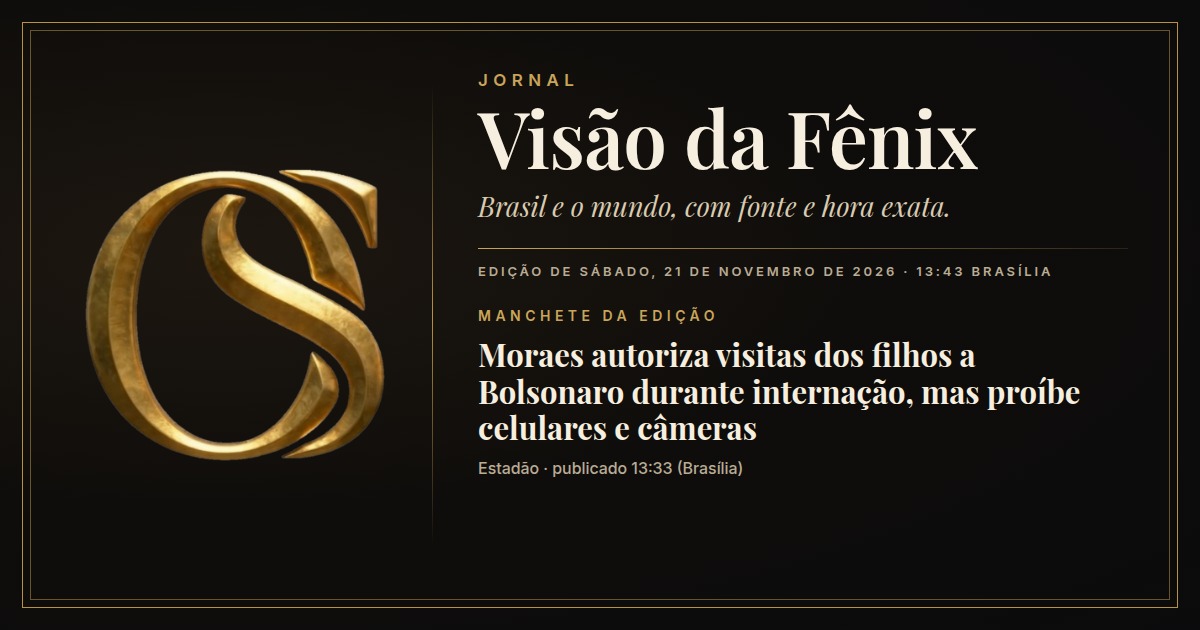 JORNAL
Visão da Fênix
Brasil e o mundo, com fonte e hora exata.
EDIÇÃO DE SÁBADO, 21 DE NOVEMBRO DE 2026 · 13:43 BRASÍLIA
MANCHETE DA EDIÇÃO
Moraes autoriza visitas dos filhos a
Bolsonaro durante internação, mas proíbe
celulares e câmeras
Estadão · publicado 13:33 (Brasília)